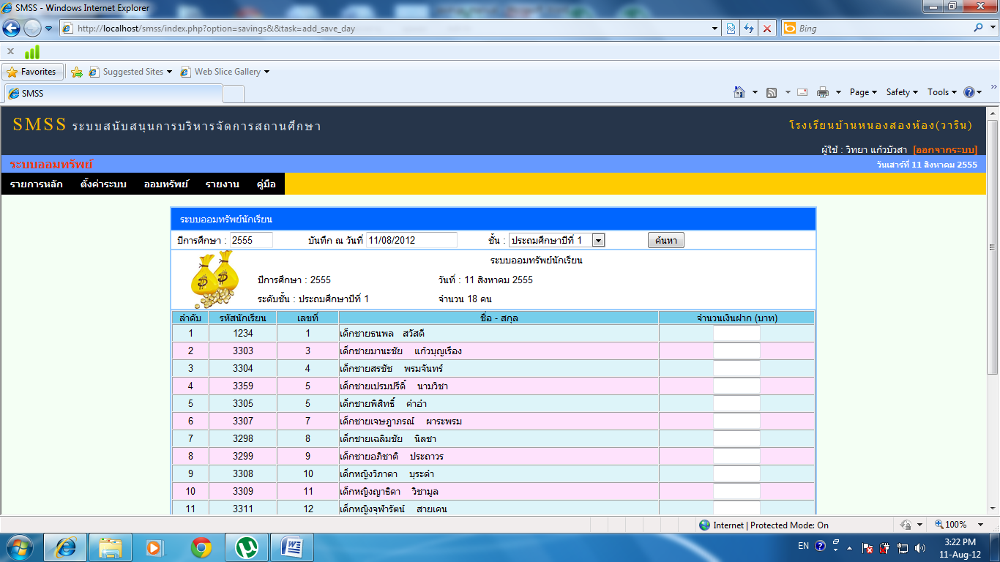 SMSS - Windows Internet Explorer
http://localhost/smss/index.php?option=savings&&task=add_save_day
Bing
Favorites Suggested Sites Web Slice Gallery
SMSS Page Safety Tools
SMSS ระบบสนับสนุนการบริหารจัดการสถานศึกษา โรงเรียนบ้านหนองสองห้อง(วาริน)
ผู้ใช้ : วิทยา แก้วบัวสา [ออกจากระบบ]
ระบบออมทรัพย์ วันเสาร์ที่ 11 สิงหาคม 2555
รายการหลัก ตั้งค่าระบบ ออมทรัพย์ รายงาน คู่มือ
ระบบออมทรัพย์นักเรียน
ปีการศึกษา : 2555 บันทึก ณ วันที่ 11/08/2012 ชั้น : ประถมศึกษาปีที่ 1 ค้นหา
ระบบออมทรัพย์นักเรียน
ปีการศึกษา : 2555 วันที่ : 11 สิงหาคม 2555
ระดับชั้น : ประถมศึกษาปีที่ 1 จำนวน 18 คน
ลำดับ รหัสนักเรียน เลขที่ ชื่อ - สกุล จำนวนเงินฝาก (บาท)
1 1234 1 เด็กชายธนพล สวัสดี
2 3303 3 เด็กชายมานะชัย แก้วบุญเรือง
3 3304 4 เด็กชายสรชัช พรมจันทร์
4 3359 5 เด็กชายเปรมปรีดิ์ นามวิชา
5 3305 5 เด็กชายพิสิทธิ์ คำอำ
6 3307 7 เด็กชายเจษฎาภรณ์ ผาระพรม
7 3298 8 เด็กชายเฉลิมชัย นิลชา
8 3299 9 เด็กชายอภิชาติ ประถาวร
9 3308 10 เด็กหญิงวิภาดา บุระดำ
10 3309 11 เด็กหญิงญาธิดา วิชามูล
11 3311 12 เด็กหญิงจุฬารัตน์ สายเคน
Internet | Protected Mode: On 100%
EN 3:22 PM
11-Aug-12